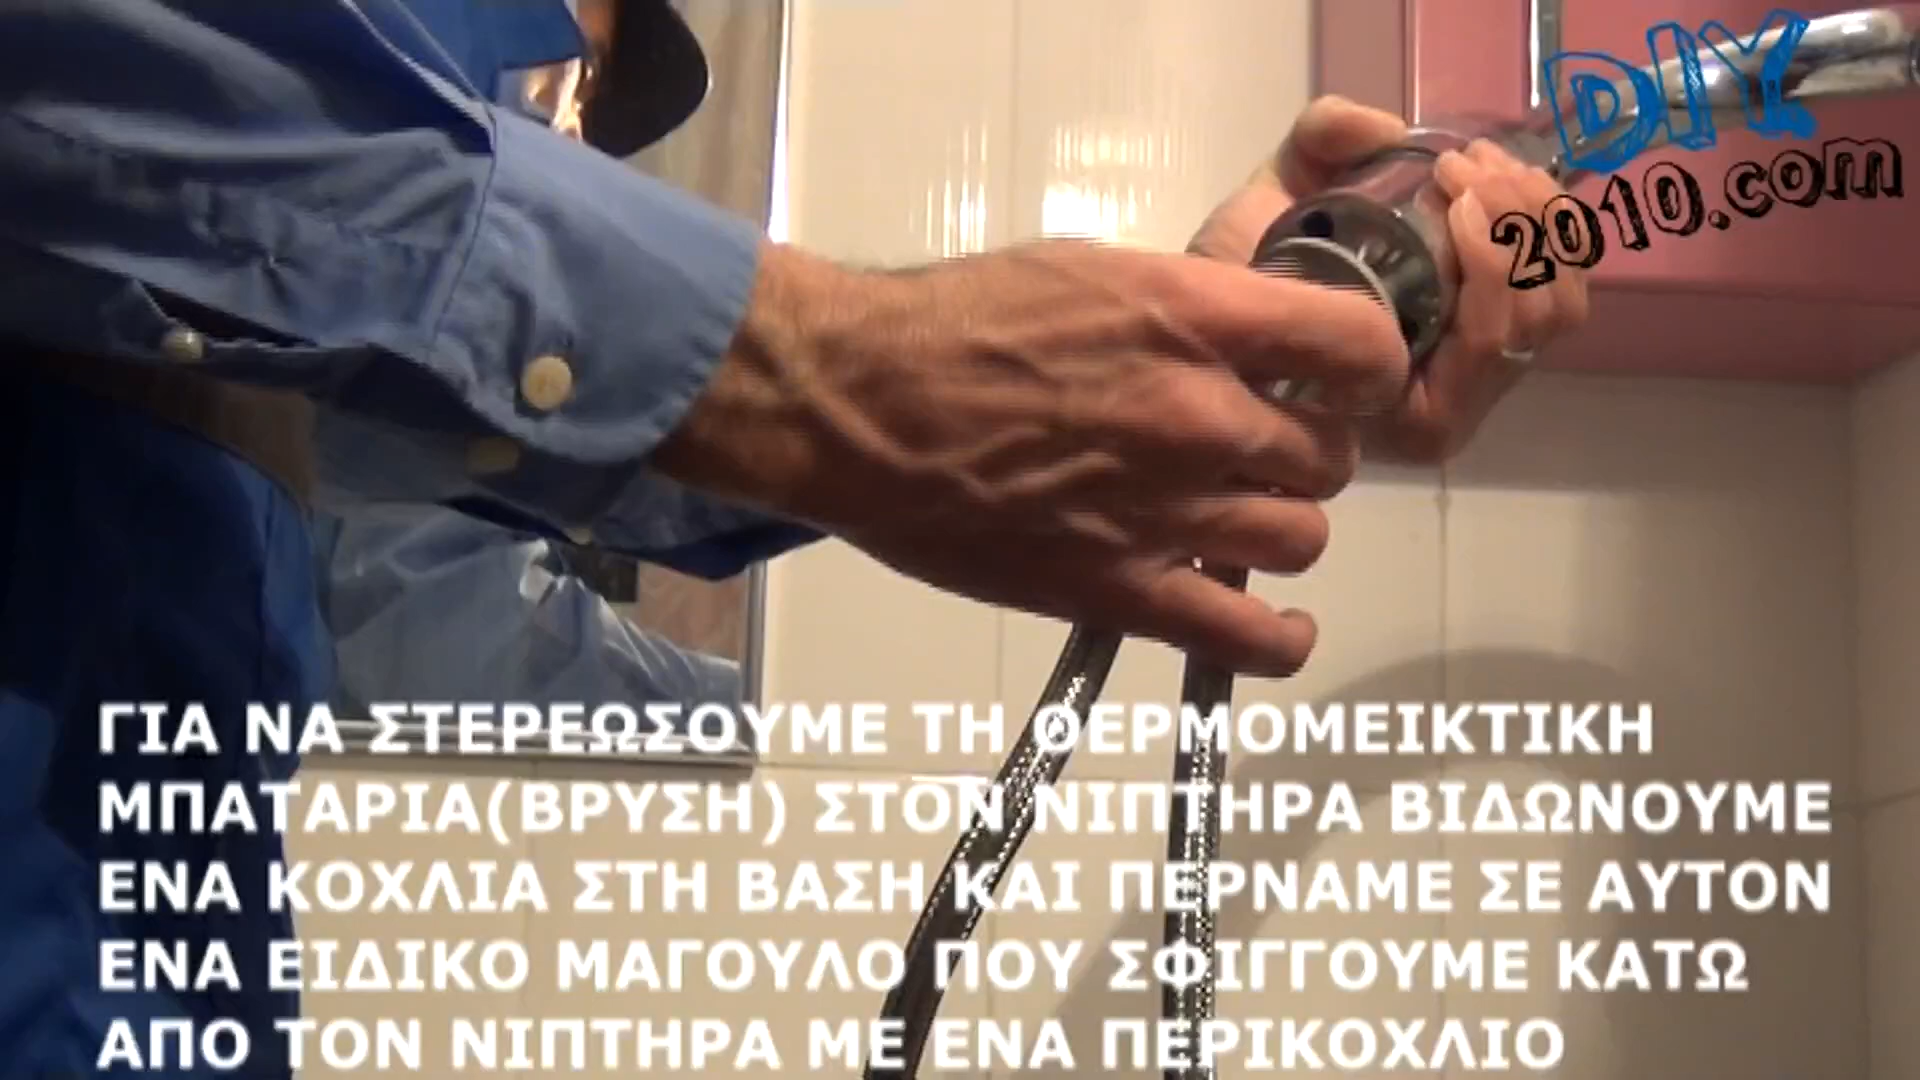 DIY
2010.com
ΓΙΑ ΝΑ ΣΤΕΡΕΩΣΟΥΜΕ ΤΗ ΘΕΡΜΟΜΕΙΚΤΙΚΗ
ΜΠΑΤΑΡΙΑ(ΒΡΥΣΗ) ΣΤΟΝ ΝΙΠΤΗΡΑ ΒΙΔΩΝΟΥΜΕ
ΕΝΑ ΚΟΧΛΙΑ ΣΤΗ ΒΑΣΗ ΚΑΙ ΠΕΡΝΑΜΕ ΣΕ ΑΥΤΟΝ
ΕΝΑ ΕΙΔΙΚΟ ΜΑΓΟΥΛΟ ΠΟΥ ΣΦΙΓΓΟΥΜΕ ΚΑΤΩ
ΑΠΟ ΤΟΝ ΝΙΠΤΗΡΑ ΜΕ ΕΝΑ ΠΕΡΙΚΟΧΛΙΟ